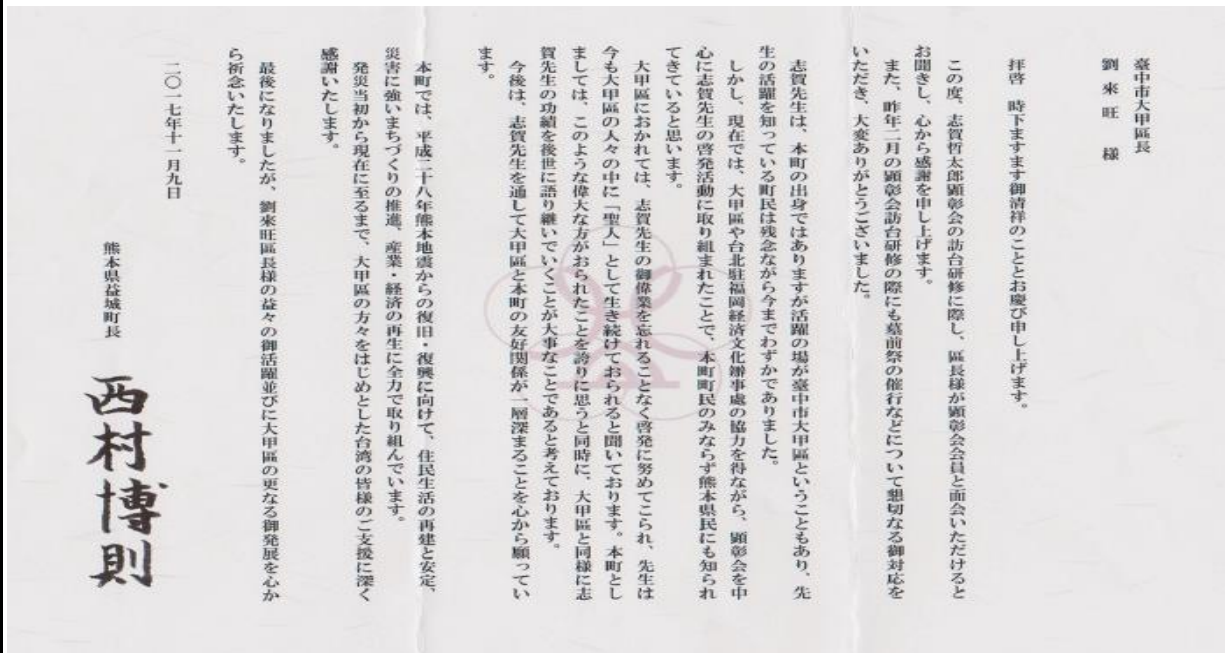 臺中市大甲區長
劉 來 旺　様
拝啓　時下ますます御清祥のこととお慶び申し上げます。
この度、志賀哲太郎顕彰会の訪台研修に際し、區長様が顕彰会会員と面会いただけると
お聞きし、心から感謝を申し上げます。
また、昨年二月の顕彰会訪台研修の際にも墓前祭の催行などについて懇切なる御対応を
いただき、大変ありがとうございました。
志賀先生は、本町の出身ではありますが活躍の場が臺中市大甲區ということもあり、先
生の活躍を知っている町民は残念ながら今までわずかでありました。
しかし、現在では、大甲區や台北駐福岡経済文化辦事處の協力を得ながら、顕彰会を中
心に志賀先生の啓発活動に取り組まれたことで、本町町民のみならず熊本県民にも知られ
てきていると思います。
大甲區におかれては、志賀先生の御偉業を忘れることなく啓発に努めてこられ、先生は
今も大甲區の人々の中に「聖人」として生き続けておられると聞いております。本町とし
ましては、このような偉大な方がおられたことを誇りに思うと同時に、大甲區と同様に志
賀先生の功績を後世に語り継いでいくことが大事なことであると考えております。
今後は、志賀先生を通して大甲區と本町の友好関係が一層深まることを心から願ってい
ます。
本町では、平成二十八年熊本地震からの復旧・復興に向けて、住民生活の再建と安定、
災害に強いまちづくりの推進、産業・経済の再生に全力で取り組んでいます。
発災当初から現在に至るまで、大甲區の方々をはじめとした台湾の皆様のご支援に深く
感謝いたします。
最後になりましたが、劉來旺區長様の益々の御活躍並びに大甲區の更なる御発展を心か
ら祈念いたします。
二〇一七年十一月九日
熊本県益城町長　西村博則